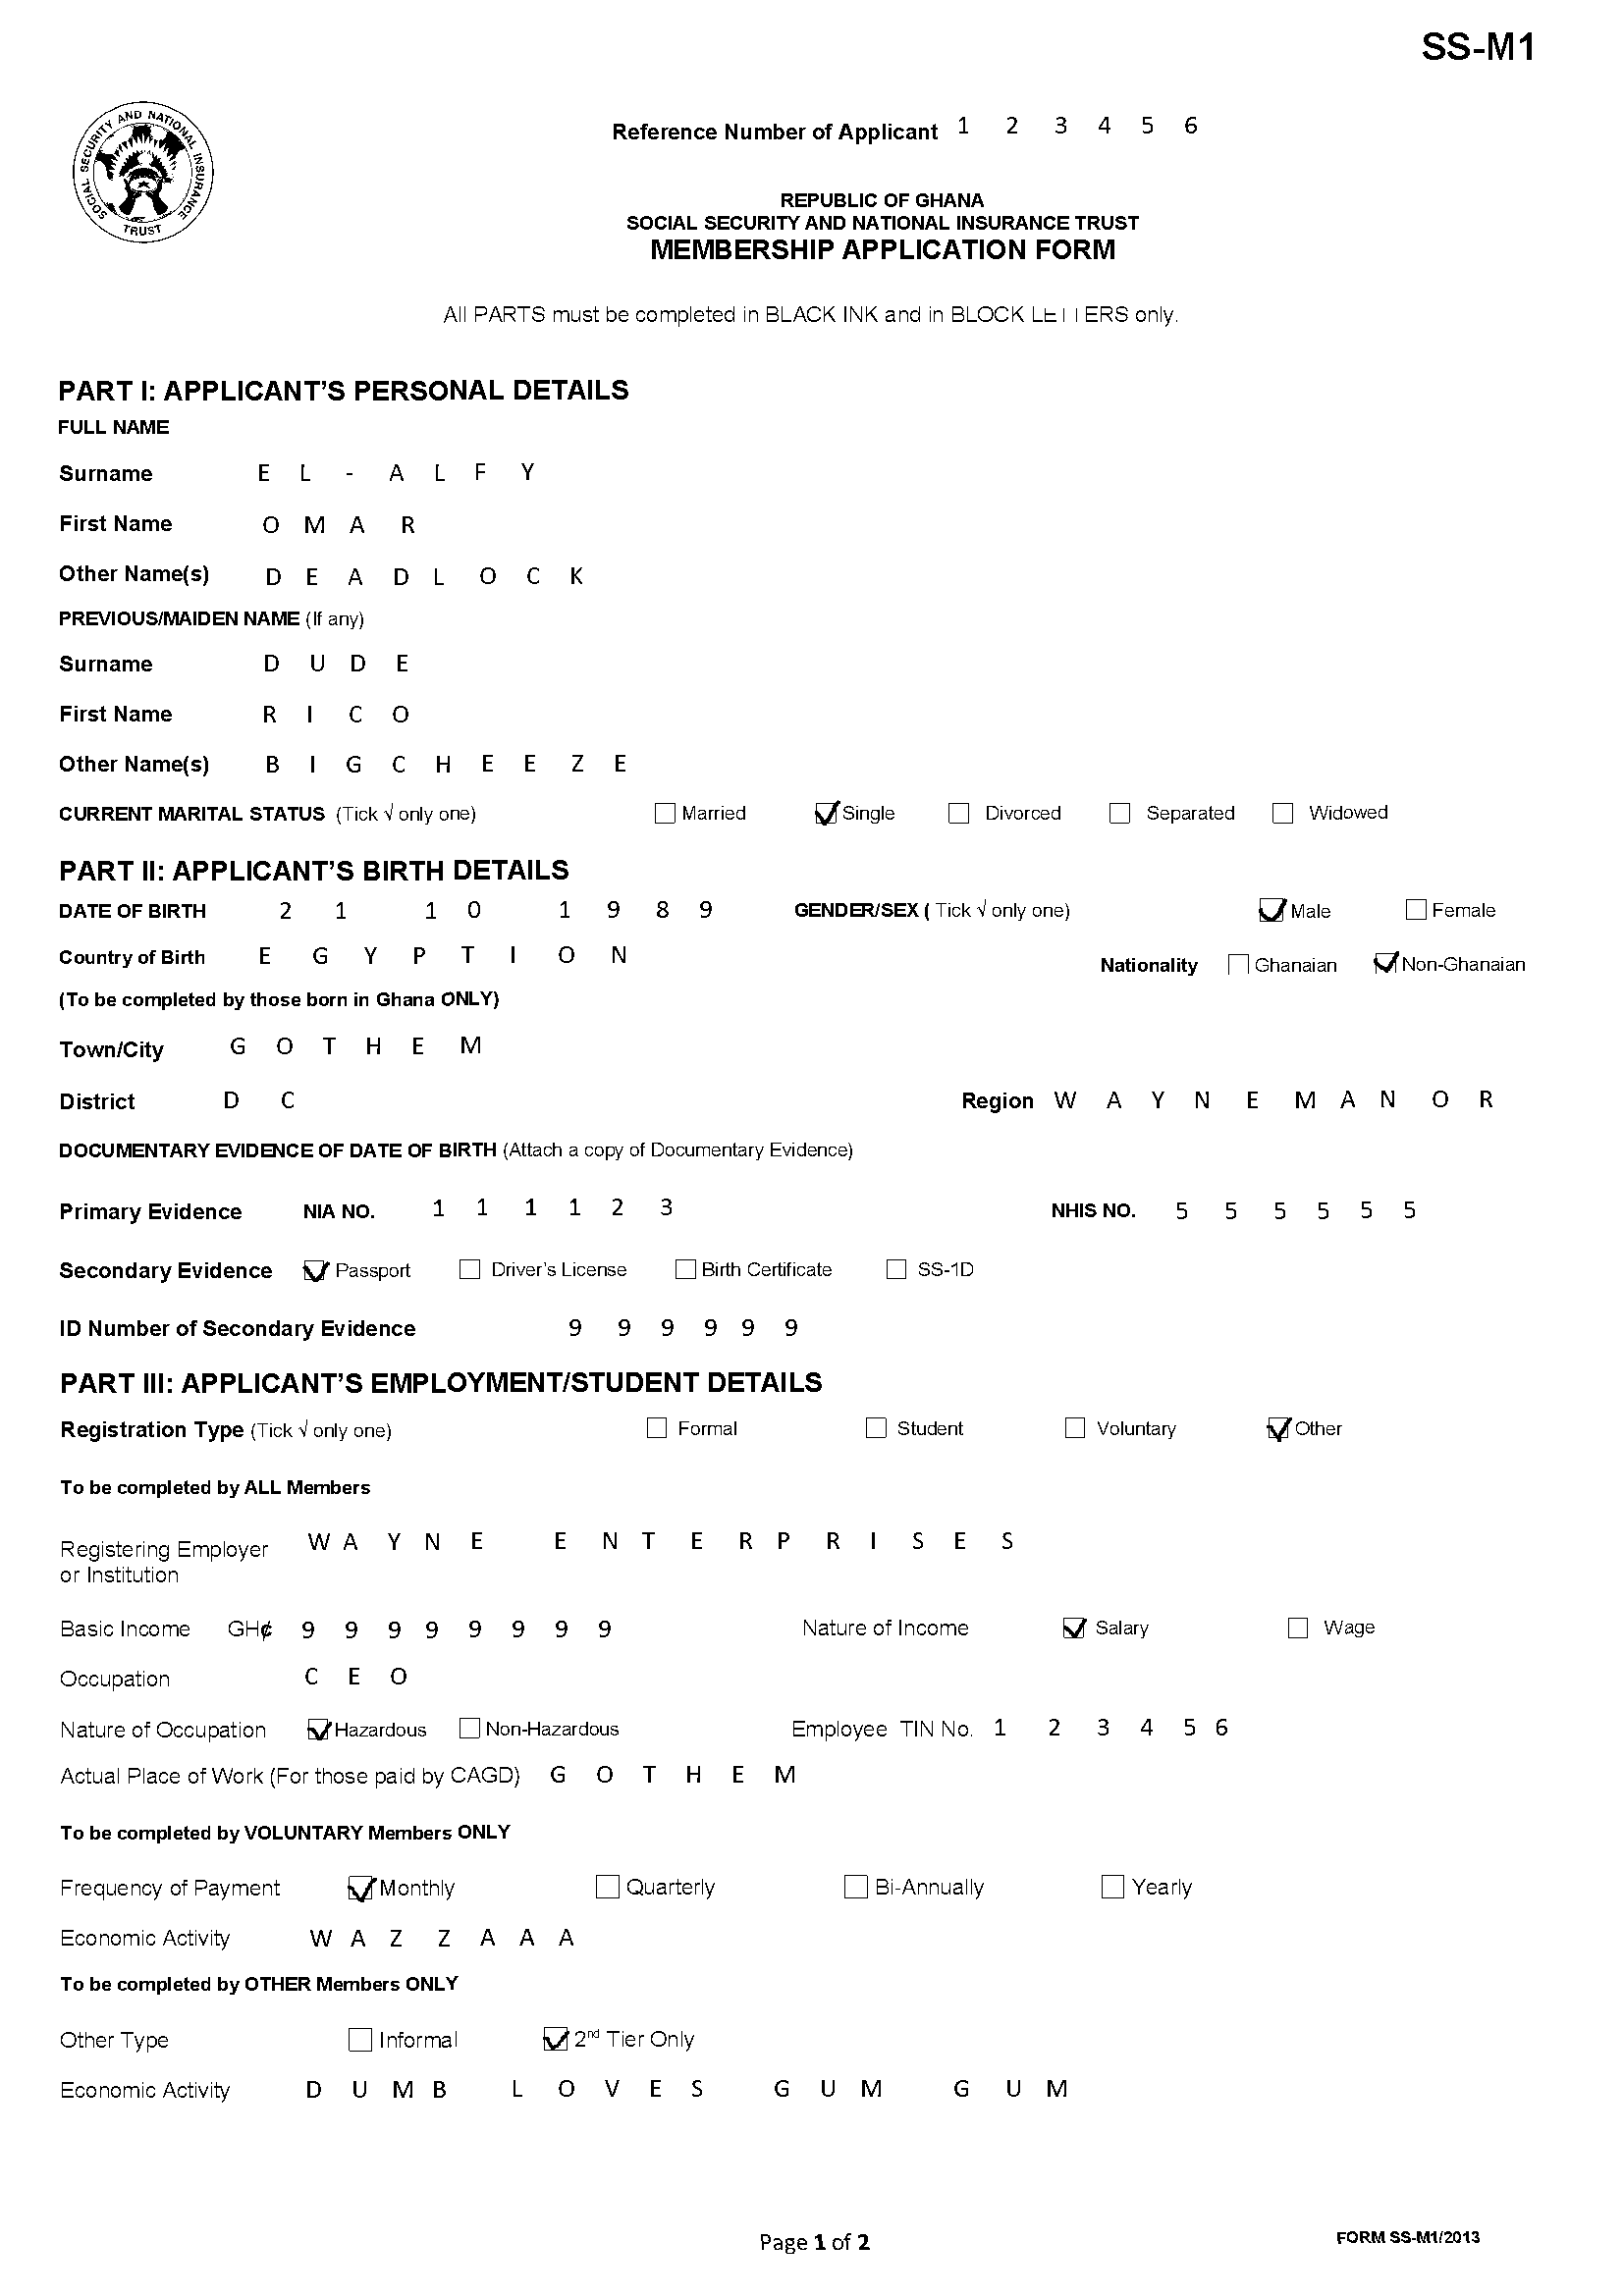 SS-M1
SOCIAL SECURITY AND NATIONAL INSURANCE TRUST
Reference Number of Applicant 1 2 3 4 5 6
REPUBLIC OF GHANA
SOCIAL SECURITY AND NATIONAL INSURANCE TRUST
MEMBERSHIP APPLICATION FORM
All PARTS must be completed in BLACK INK and in BLOCK LETTERS only.
PART I: APPLICANT'S PERSONAL DETAILS
FULL NAME
Surname E L - A L F Y
First Name O M A R
Other Name(s) D E A D L O C K
PREVIOUS/MAIDEN NAME (If any)
Surname D U D E
First Name R I C O
Other Name(s) B I G C H E E Z E
CURRENT MARITAL STATUS (Tick √ only one) Married Single Divorced Separated Widowed
PART II: APPLICANT'S BIRTH DETAILS
DATE OF BIRTH 2 1 1 0 1 9 8 9 GENDER/SEX ( Tick √ only one) Male Female
Country of Birth E G Y P T I O N Nationality Ghanaian Non-Ghanaian
(To be completed by those born in Ghana ONLY)
Town/City G O T H E M
District D C Region W A Y N E M A N O R
DOCUMENTARY EVIDENCE OF DATE OF BIRTH (Attach a copy of Documentary Evidence)
Primary Evidence NIA NO. 1 1 1 1 2 3 NHIS NO. 5 5 5 5 5 5
Secondary Evidence Passport Driver's License Birth Certificate SS-1D
ID Number of Secondary Evidence 9 9 9 9 9 9
PART III: APPLICANT'S EMPLOYMENT/STUDENT DETAILS
Registration Type (Tick √ only one) Formal Student Voluntary Other
To be completed by ALL Members
Registering Employer W A Y N E E N T E R P R I S E S
or Institution
Basic Income GH¢ 9 9 9 9 9 9 9 9 Nature of Income Salary Wage
Occupation C E O
Nature of Occupation Hazardous Non-Hazardous Employee TIN No. 1 2 3 4 5 6
Actual Place of Work (For those paid by CAGD) G O T H E M
To be completed by VOLUNTARY Members ONLY
Frequency of Payment Monthly Quarterly Bi-Annually Yearly
Economic Activity W A Z Z A A A
To be completed by OTHER Members ONLY
Other Type Informal 2nd Tier Only
Economic Activity D U M B L O V E S G U M G U M
Page 1 of 2
FORM SS-M1/2013